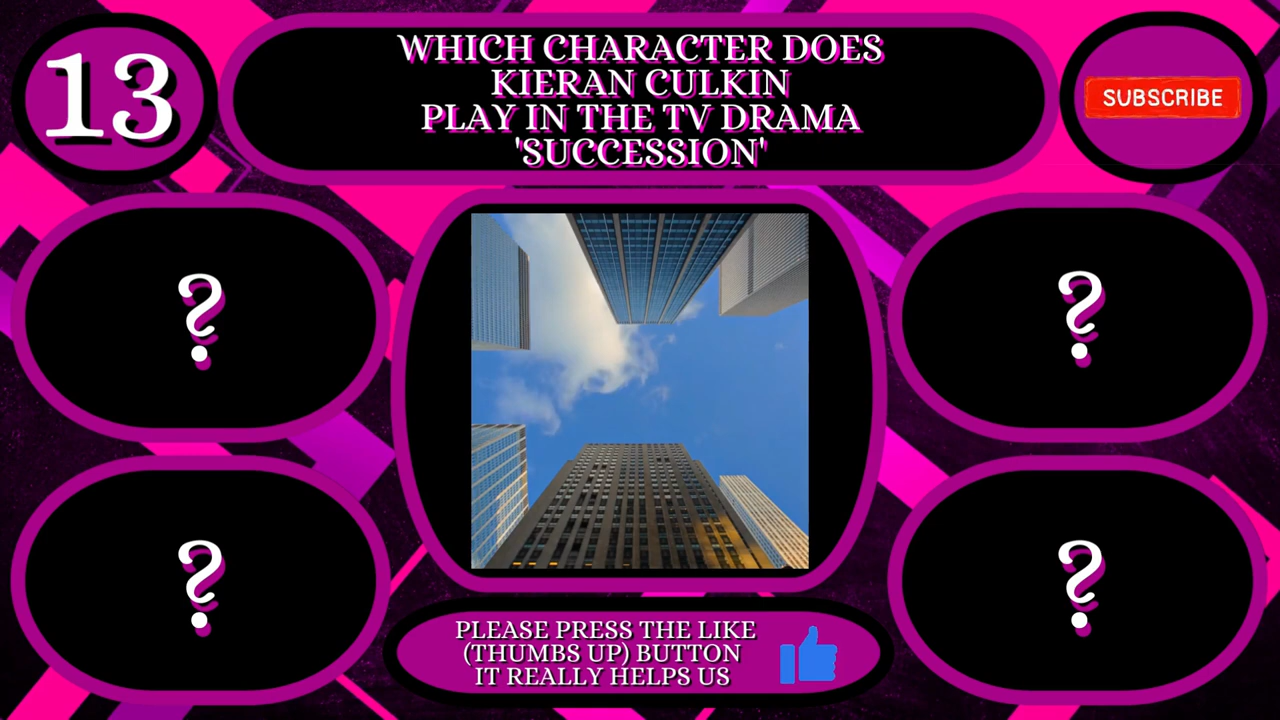 13
WHICH CHARACTER DOES
KIERAN CULKIN
PLAY IN THE TV DRAMA
'SUCCESSION'
SUBSCRIBE
?
?
?
?
PLEASE PRESS THE LIKE
(THUMBS UP) BUTTON
IT REALLY HELPS US